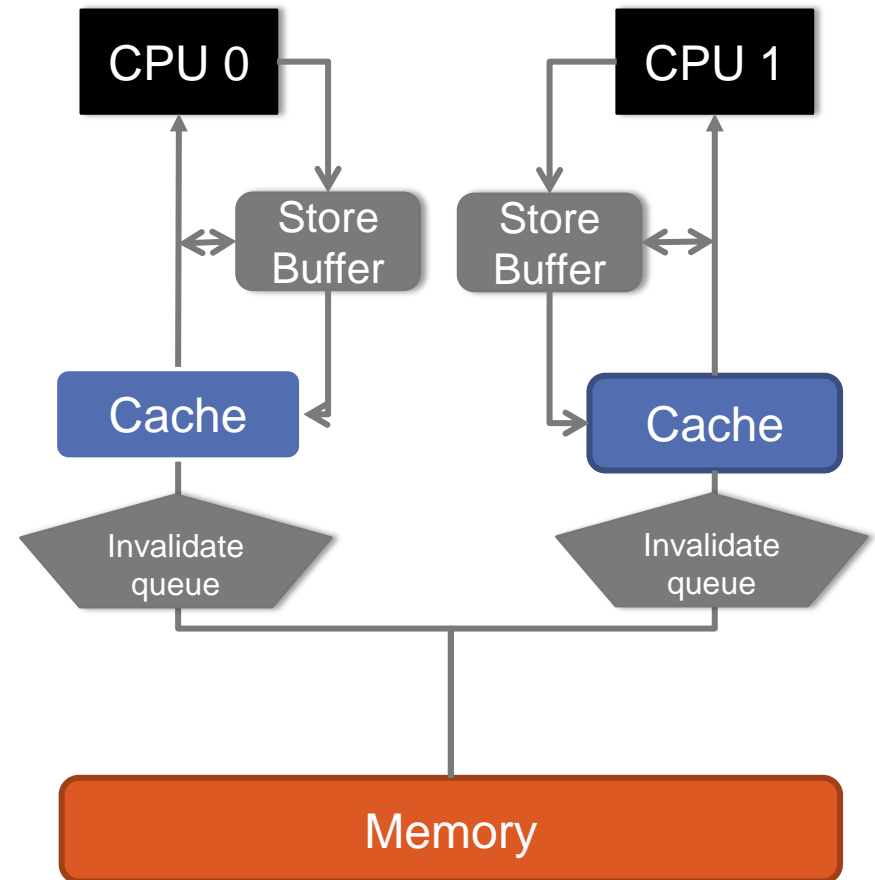 CPU 0
CPU 1
Store
Buffer
Store
Buffer
Cache
Cache
Invalidate
queue
Invalidate
queue
Memory